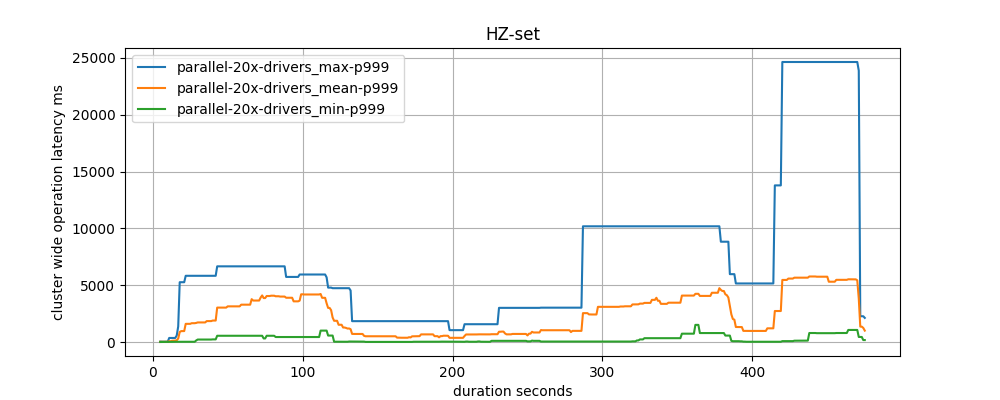 HZ-set
cluster wide operation latency ms
25000
20000
15000
10000
5000
0
parallel-20x-drivers_max-p999
parallel-20x-drivers_mean-p999
parallel-20x-drivers_min-p999
0 100 200 300 400
duration seconds